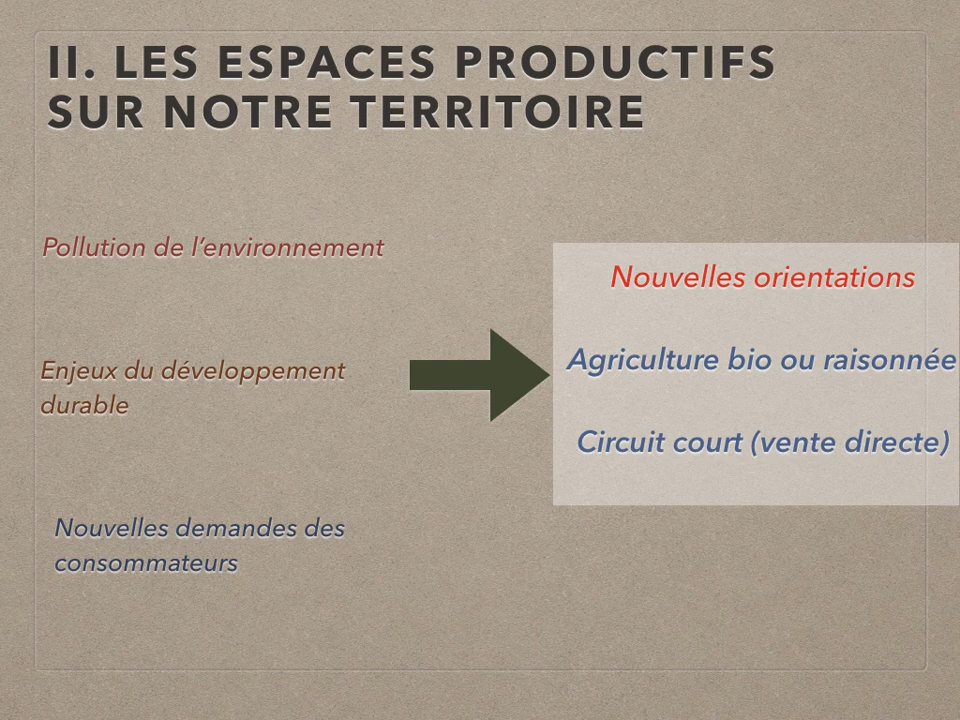 II. LES ESPACES PRODUCTIFS
SUR NOTRE TERRITOIRE
Pollution de l’environnement
Enjeux du développement
durable
Nouvelles demandes des
consommateurs
Nouvelles orientations
Agriculture bio ou raisonnée
Circuit court (vente directe)